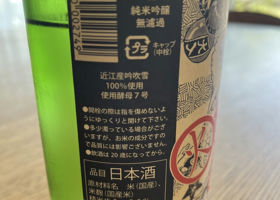 純米吟醸
無濾過
プラ
キャップ
(中栓)
近江産吟吹雪
100%使用
使用酵母7号
●開栓の際は指を傷めないよ
うにゆっくりと開けて下さい。
●多少濁っている場合がござ
いますが、お米の成分ですの
で品質には影響ございません。
●飲酒は20歳になってから。
品目 日本酒
原材料名 米(国産)、
米麹(国産米)